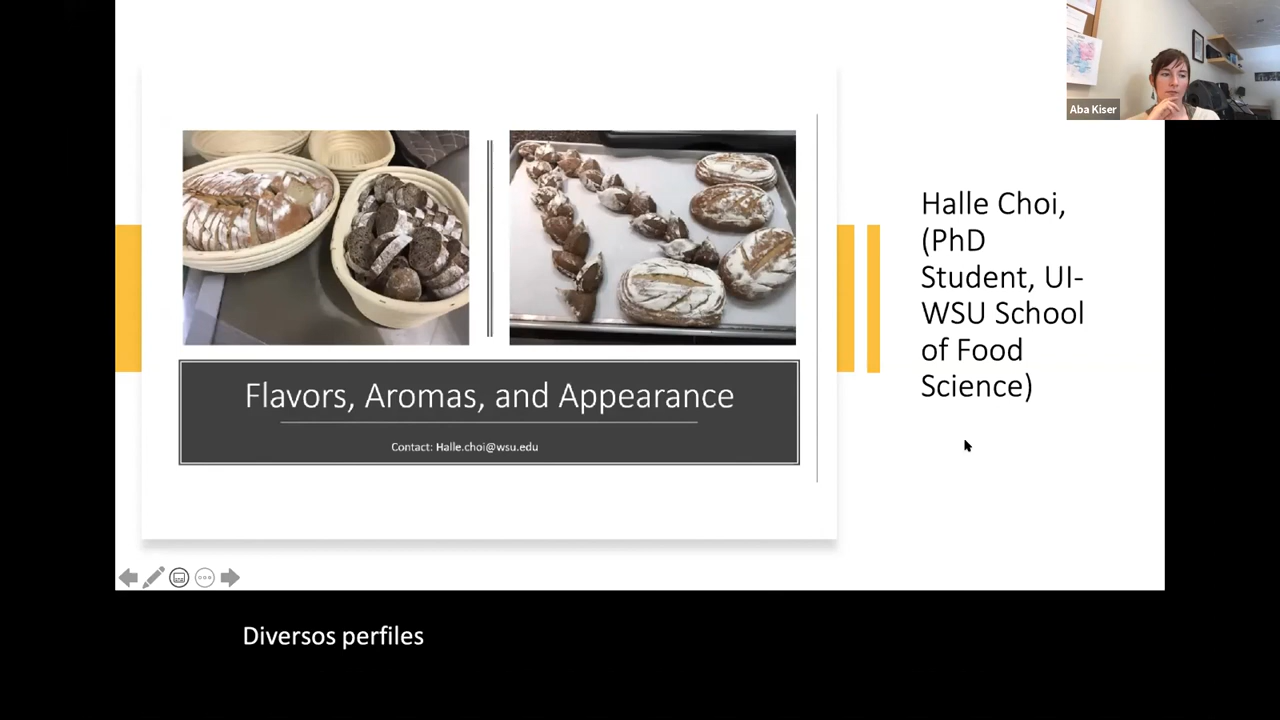 Aba Kiser
Halle Choi,
(PhD
Student, UI-
WSU School
of Food
Science)
Flavors, Aromas, and Appearance
Contact: Halle.choi@wsu.edu
Diversos perfiles